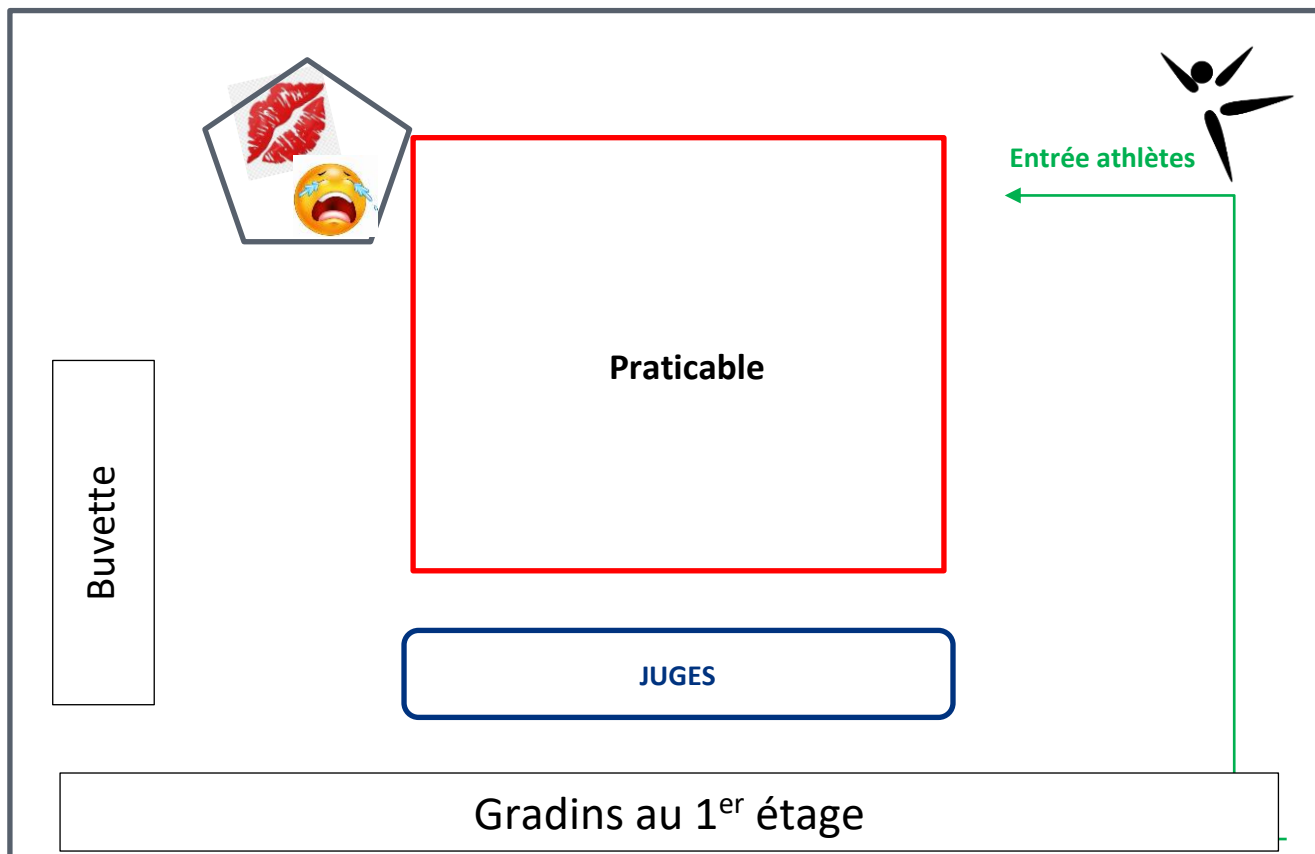 Entrée athlètes
Praticable
Buvette
JUGES
Gradins au 1er étage